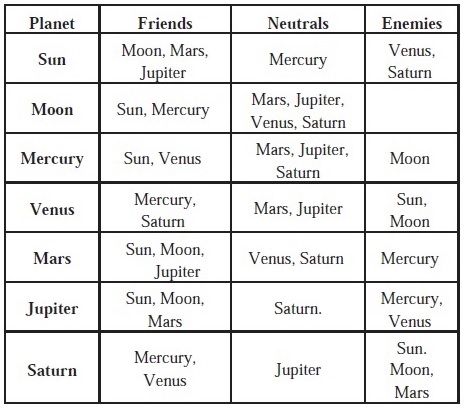 Planet Friends Neutrals Enemies
Sun Moon, Mars, Jupiter Mercury Venus, Saturn
Moon Sun, Mercury Mars, Jupiter, Venus, Saturn
Mercury Sun, Venus Mars, Jupiter, Saturn Moon
Venus Mercury, Saturn Mars, Jupiter Sun, Moon
Mars Sun, Moon, Jupiter Venus, Saturn Mercury
Jupiter Sun, Moon, Mars Saturn. Mercury, Venus
Saturn Mercury, Venus Jupiter Sun. Moon, Mars